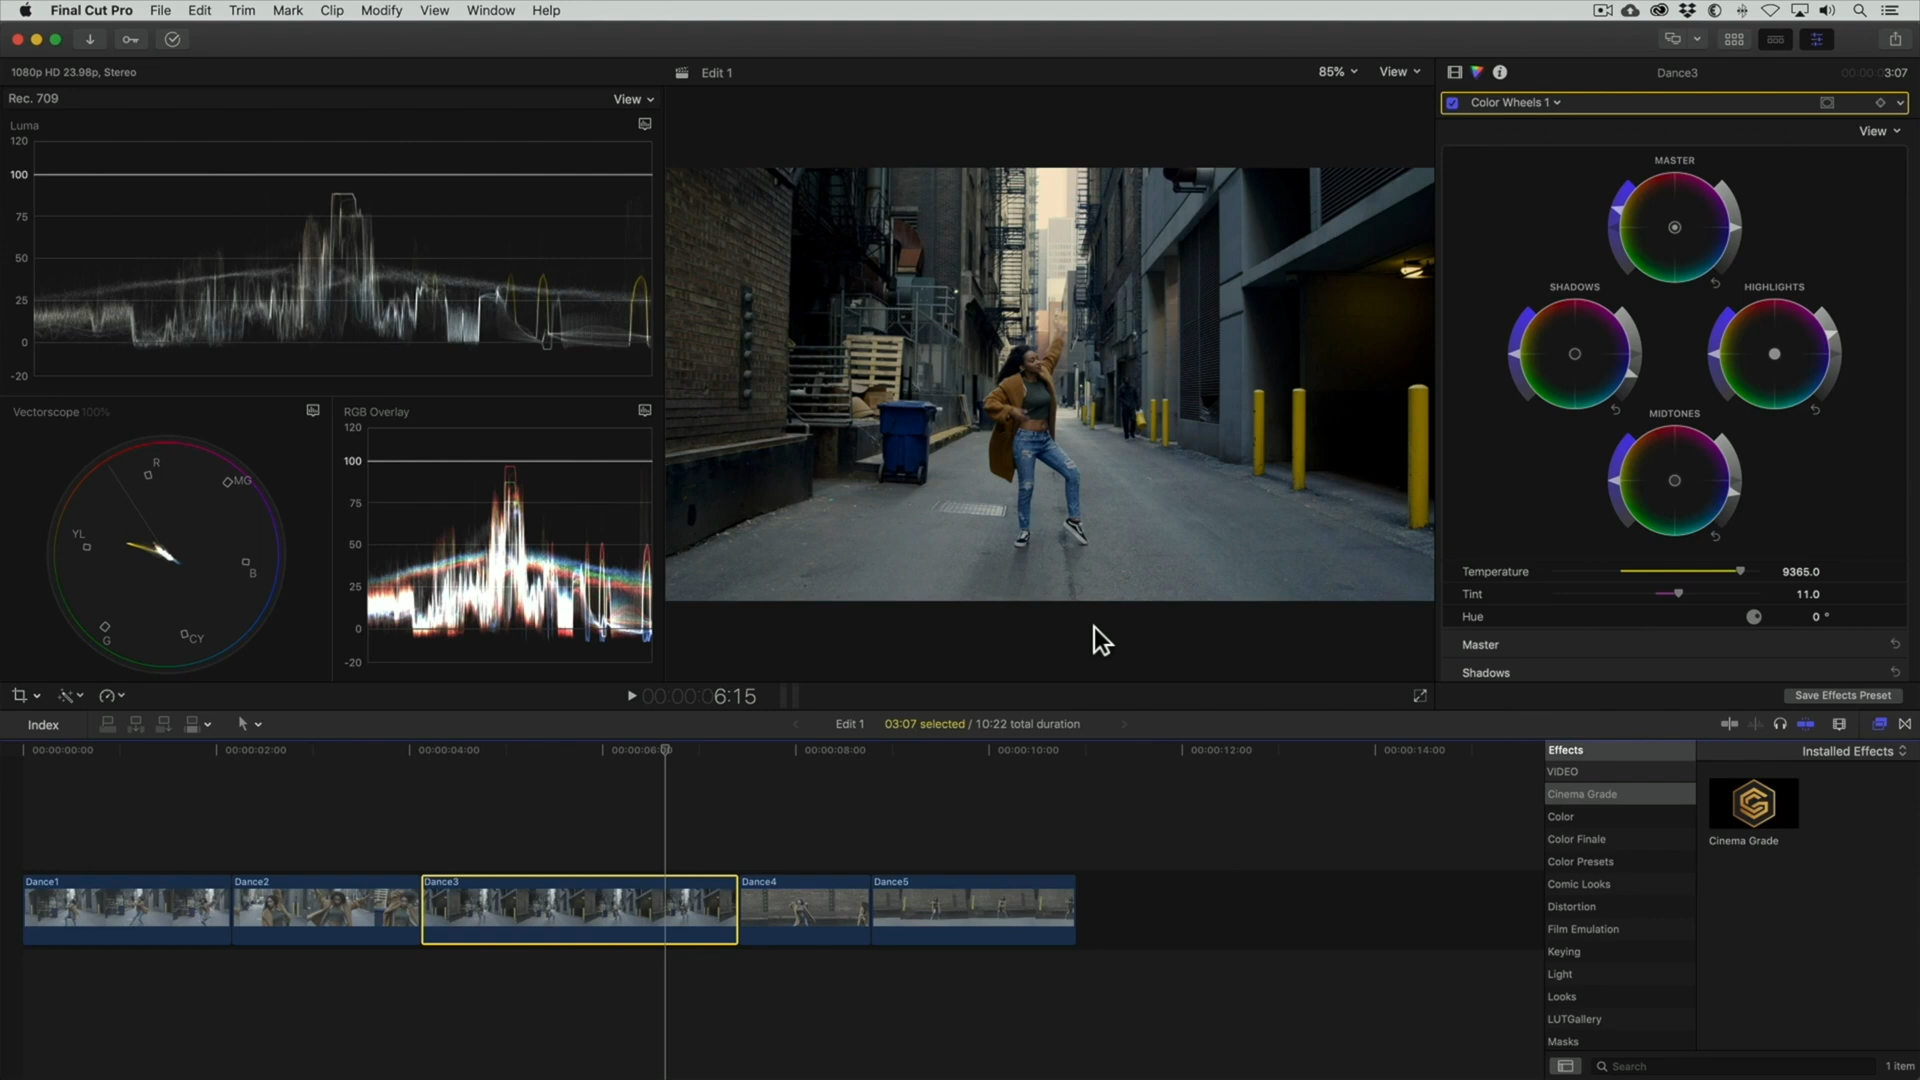 Final Cut Pro File Edit Trim Mark Clip Modify View Window Help
1080p HD 23.98p, Stereo
Edit 1
85%
View
Dance3
00:00:03:07
Rec. 709
View
Color Wheels 1
View
Luma
120
100
75
50
25
0
-20
MASTER
SHADOWS
HIGHLIGHTS
MIDTONES
Vectorscope 100%
R
MG
YL
B
G
CY
RGB Overlay
120
100
75
50
25
0
-20
Temperature 9365.0
Tint 11.0
Hue 0 °
Master
Shadows
Save Effects Preset
00:00:06:15
Index
Edit 1
03:07 selected / 10:22 total duration
00:00:00:00
00:00:02:00
00:00:04:00
00:00:06:00
00:00:08:00
00:00:10:00
00:00:12:00
00:00:14:00
Dance1
Dance2
Dance3
Dance4
Dance5
Effects
Installed Effects
VIDEO
Cinema Grade
Color
Color Finale
Color Presets
Comic Looks
Distortion
Film Emulation
Keying
Light
Looks
LUTGallery
Masks
Cinema Grade
Search
1 item